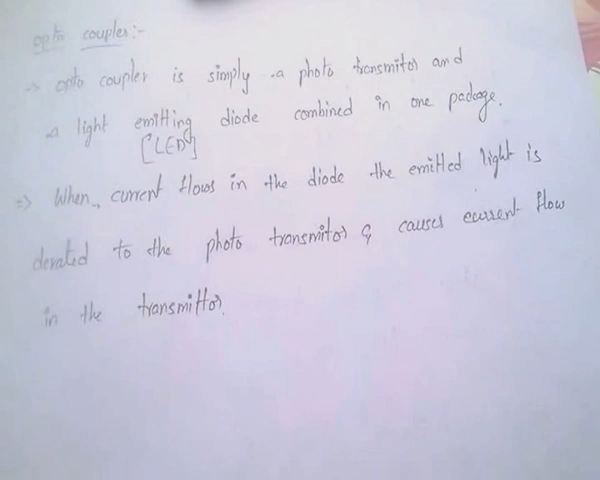 opto coupler:-
-> opto coupler is simply a photo transmitor and
a light emitting diode combined in one package.
[LED]
=> When, current flows in the diode the emitted light is
derated to the photo transmitor & causes current flow
in the transmittor.